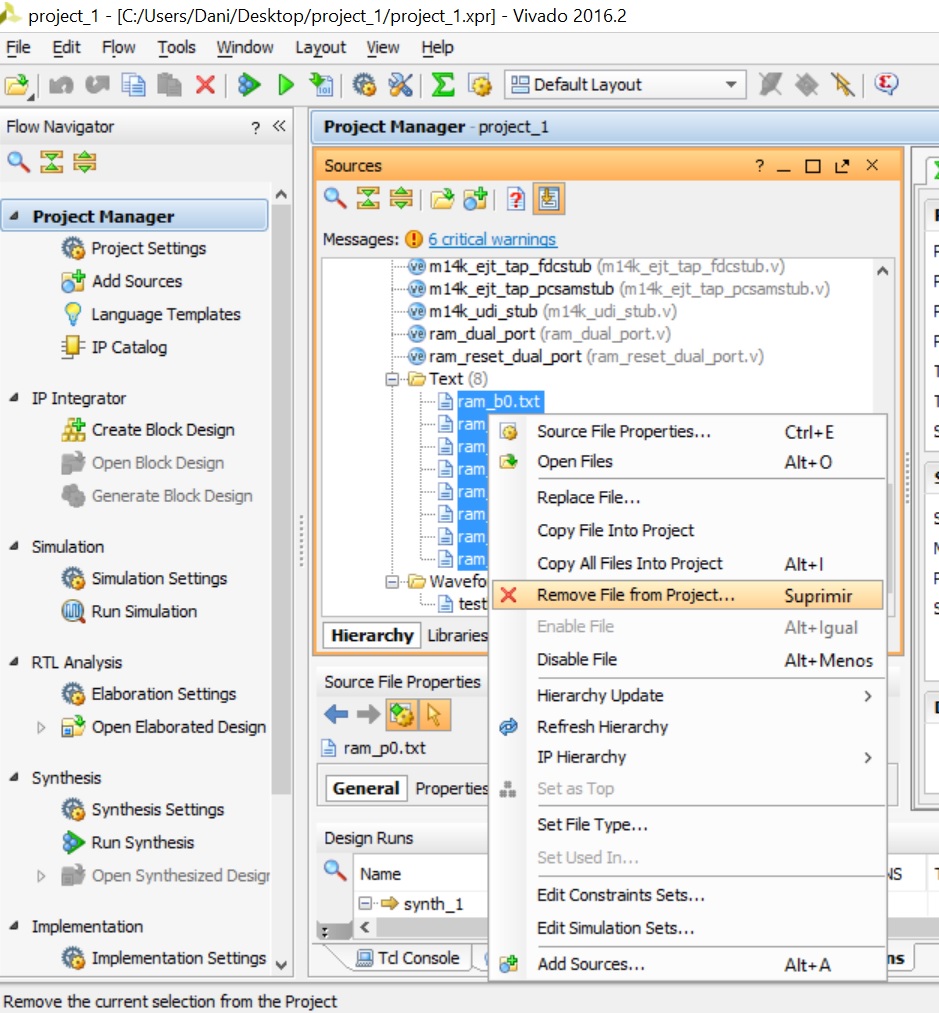 project_1 - [C:/Users/Dani/Desktop/project_1/project_1.xpr] - Vivado 2016.2
File Edit Flow Tools Window Layout View Help
Default Layout
Flow Navigator
Project Manager
Project Settings
Add Sources
Language Templates
IP Catalog
IP Integrator
Create Block Design
Open Block Design
Generate Block Design
Simulation
Simulation Settings
Run Simulation
RTL Analysis
Elaboration Settings
Open Elaborated Design
Synthesis
Synthesis Settings
Run Synthesis
Open Synthesized Design
Implementation
Implementation Settings
Project Manager - project_1
Sources
Messages: 6 critical warnings
m14k_ejt_tap_fdcstub (m14k_ejt_tap_fdcstub.v)
m14k_ejt_tap_pcsamstub (m14k_ejt_tap_pcsamstub.v)
m14k_udi_stub (m14k_udi_stub.v)
ram_dual_port (ram_dual_port.v)
ram_reset_dual_port (ram_reset_dual_port.v)
Text (8)
ram_b0.txt
ram_
ram_
ram_
ram_
ram_
ram_
ram_
Wavefo
test
Hierarchy Libraries
Source File Properties
ram_p0.txt
General Properties
Design Runs
Name
NS
synth_1
Tcl Console
ns
Source File Properties... Ctrl+E
Open Files Alt+O
Replace File...
Copy File Into Project
Copy All Files Into Project Alt+I
Remove File from Project... Suprimir
Enable File Alt+Igual
Disable File Alt+Menos
Hierarchy Update
Refresh Hierarchy
IP Hierarchy
Set as Top
Set File Type...
Set Used In...
Edit Constraints Sets...
Edit Simulation Sets...
Add Sources... Alt+A
Remove the current selection from the Project